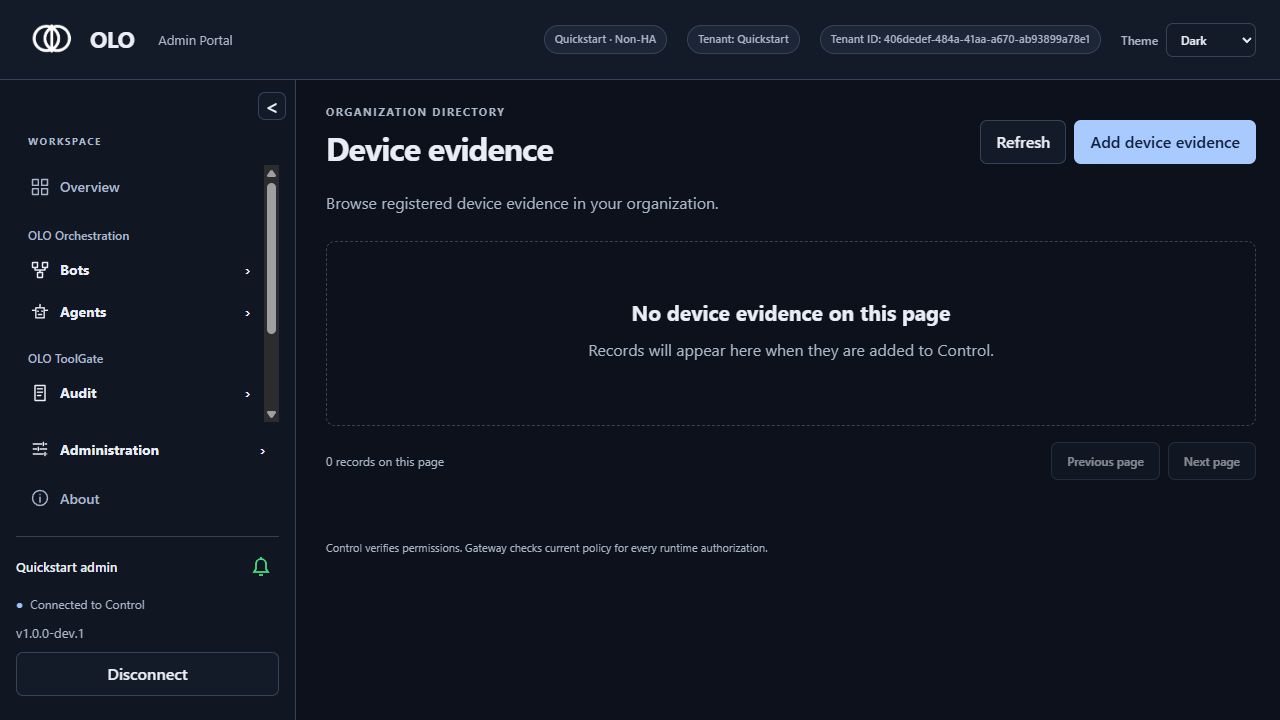 OLO
Admin Portal
Quickstart · Non-HA
Tenant: Quickstart
Tenant ID: 406dedef-484a-41aa-a670-ab93899a78e1
Theme
Dark
<
WORKSPACE
Overview
OLO Orchestration
Bots ›
Agents ›
OLO ToolGate
Audit ›
Administration ›
About
Quickstart admin
Connected to Control
v1.0.0-dev.1
Disconnect
ORGANIZATION DIRECTORY
Device evidence
Refresh
Add device evidence
Browse registered device evidence in your organization.
No device evidence on this page
Records will appear here when they are added to Control.
0 records on this page
Previous page
Next page
Control verifies permissions. Gateway checks current policy for every runtime authorization.